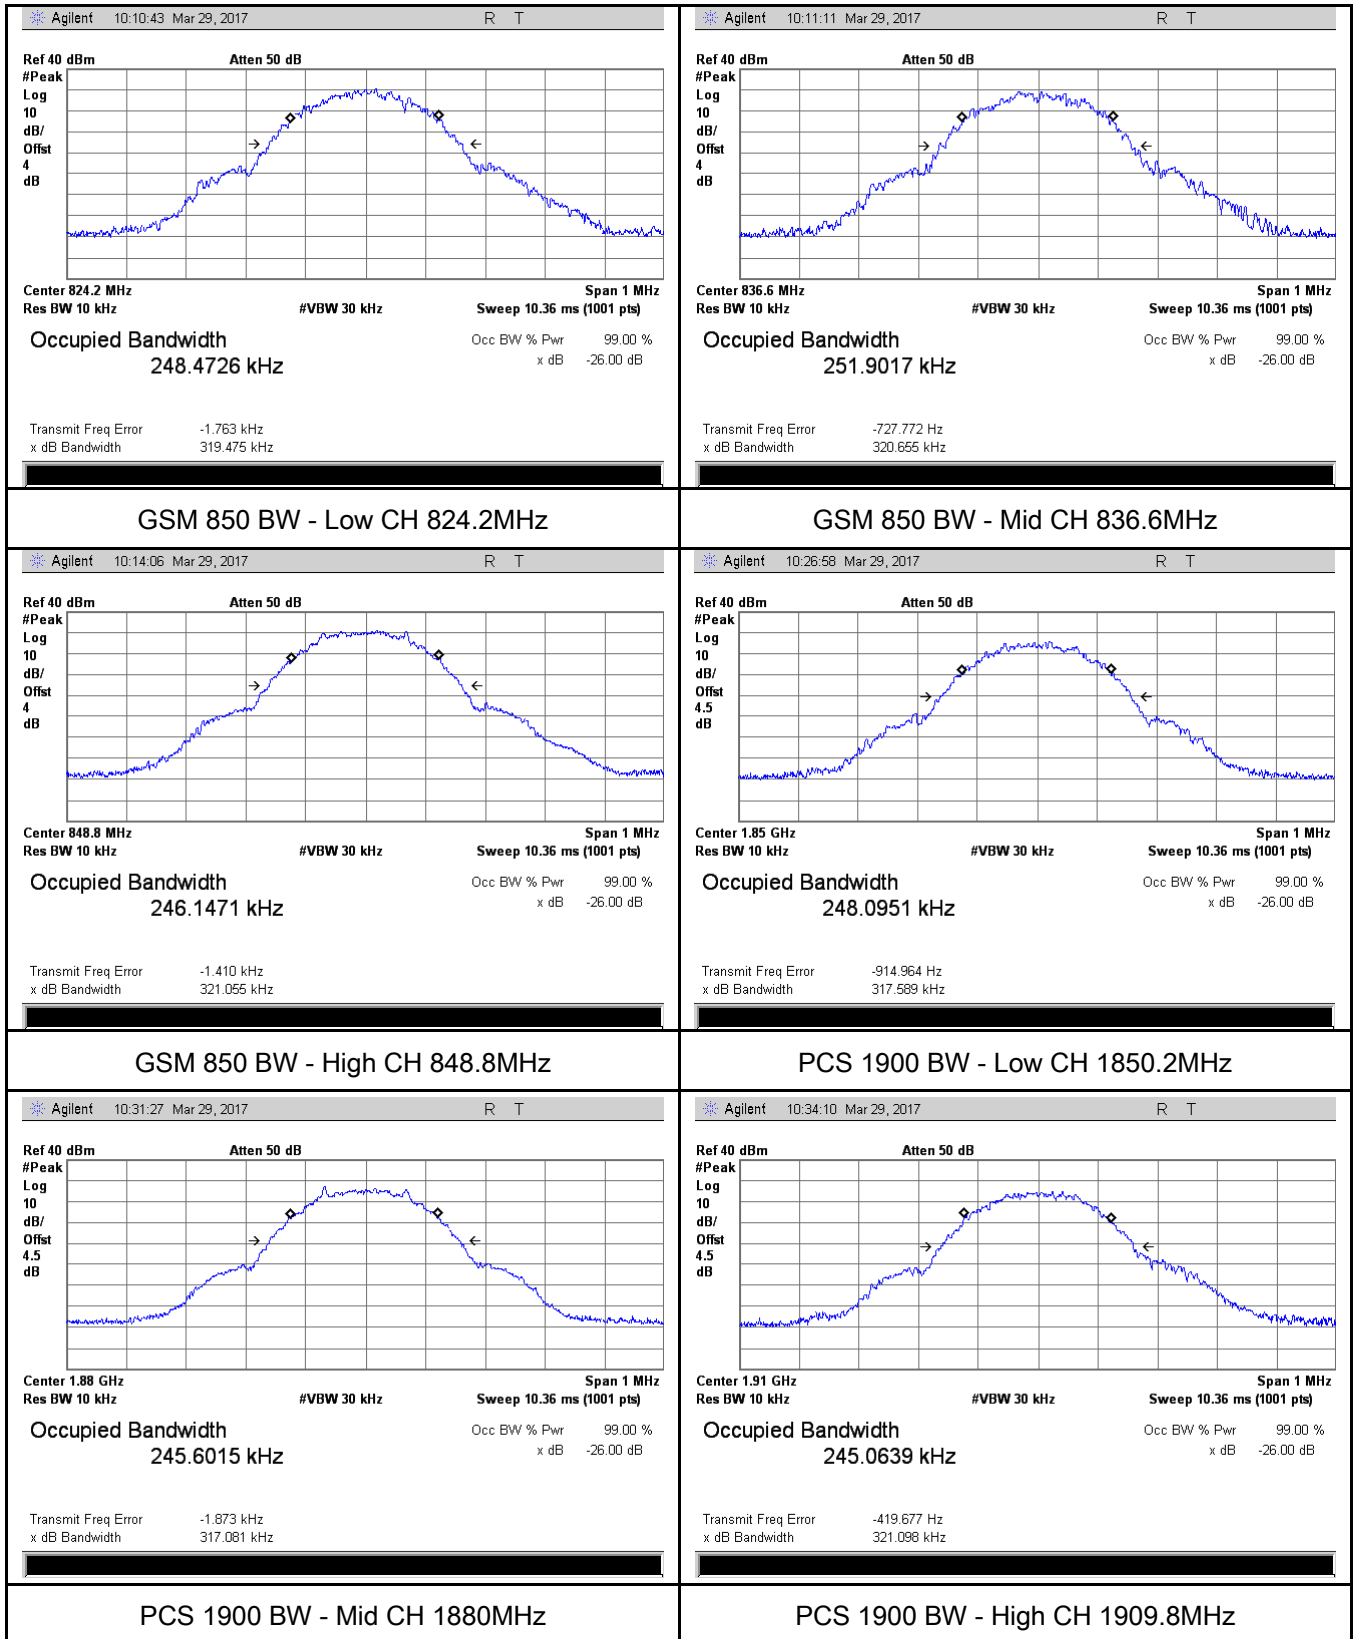 Agilent 10:10:43 Mar 29, 2017 R T
Ref 40 dBm Atten 50 dB
#Peak
Log
10
dB/
Offst
4
dB
Center 824.2 MHz Span 1 MHz
Res BW 10 kHz #VBW 30 kHz Sweep 10.36 ms (1001 pts)
Occupied Bandwidth Occ BW % Pwr 99.00 %
248.4726 kHz x dB -26.00 dB
Transmit Freq Error -1.763 kHz
x dB Bandwidth 319.475 kHz
GSM 850 BW - Low CH 824.2MHz
Agilent 10:11:11 Mar 29, 2017 R T
Ref 40 dBm Atten 50 dB
#Peak
Log
10
dB/
Offst
4
dB
Center 836.6 MHz Span 1 MHz
Res BW 10 kHz #VBW 30 kHz Sweep 10.36 ms (1001 pts)
Occupied Bandwidth Occ BW % Pwr 99.00 %
251.9017 kHz x dB -26.00 dB
Transmit Freq Error -727.772 Hz
x dB Bandwidth 320.655 kHz
GSM 850 BW - Mid CH 836.6MHz
Agilent 10:14:06 Mar 29, 2017 R T
Ref 40 dBm Atten 50 dB
#Peak
Log
10
dB/
Offst
4
dB
Center 848.8 MHz Span 1 MHz
Res BW 10 kHz #VBW 30 kHz Sweep 10.36 ms (1001 pts)
Occupied Bandwidth Occ BW % Pwr 99.00 %
246.1471 kHz x dB -26.00 dB
Transmit Freq Error -1.410 kHz
x dB Bandwidth 321.055 kHz
GSM 850 BW - High CH 848.8MHz
Agilent 10:26:58 Mar 29, 2017 R T
Ref 40 dBm Atten 50 dB
#Peak
Log
10
dB/
Offst
4.5
dB
Center 1.85 GHz Span 1 MHz
Res BW 10 kHz #VBW 30 kHz Sweep 10.36 ms (1001 pts)
Occupied Bandwidth Occ BW % Pwr 99.00 %
248.0951 kHz x dB -26.00 dB
Transmit Freq Error -914.964 Hz
x dB Bandwidth 317.589 kHz
PCS 1900 BW - Low CH 1850.2MHz
Agilent 10:31:27 Mar 29, 2017 R T
Ref 40 dBm Atten 50 dB
#Peak
Log
10
dB/
Offst
4.5
dB
Center 1.88 GHz Span 1 MHz
Res BW 10 kHz #VBW 30 kHz Sweep 10.36 ms (1001 pts)
Occupied Bandwidth Occ BW % Pwr 99.00 %
245.6015 kHz x dB -26.00 dB
Transmit Freq Error -1.873 kHz
x dB Bandwidth 317.081 kHz
PCS 1900 BW - Mid CH 1880MHz
Agilent 10:34:10 Mar 29, 2017 R T
Ref 40 dBm Atten 50 dB
#Peak
Log
10
dB/
Offst
4.5
dB
Center 1.91 GHz Span 1 MHz
Res BW 10 kHz #VBW 30 kHz Sweep 10.36 ms (1001 pts)
Occupied Bandwidth Occ BW % Pwr 99.00 %
245.0639 kHz x dB -26.00 dB
Transmit Freq Error -419.677 Hz
x dB Bandwidth 321.098 kHz
PCS 1900 BW - High CH 1909.8MHz